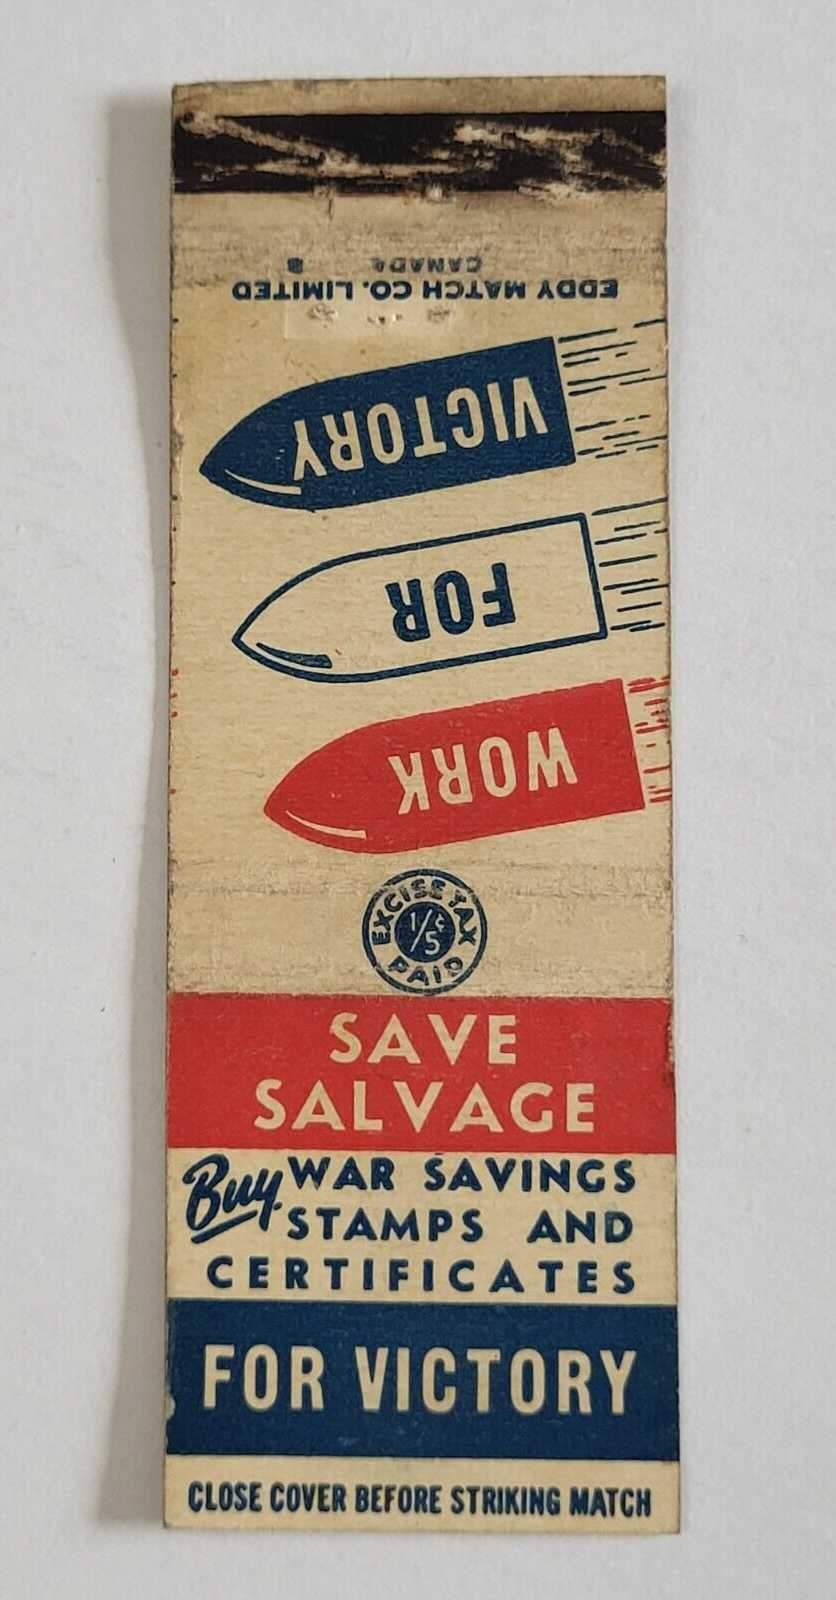 EDDY MATCH CO. LIMITED
CANADA 8
WORK
FOR
VICTORY
EXCISE TAX
1/5¢
PAID
SAVE
SALVAGE
Buy WAR SAVINGS
STAMPS AND
CERTIFICATES
FOR VICTORY
CLOSE COVER BEFORE STRIKING MATCH